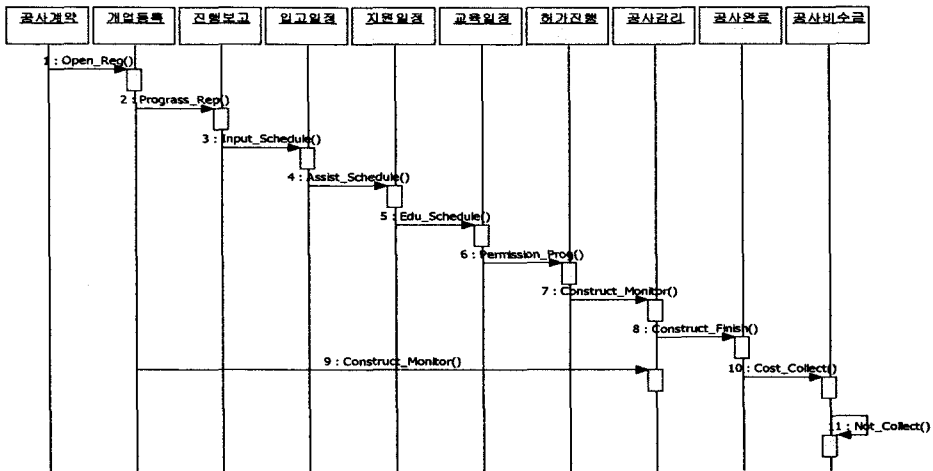 공사계약 개업등록 진행보고 입고일정 지원일정 교육일정 허가진행 공사감리 공사완료 공사비수금
1 : Open_Reg()
2 : Prograss_Rep()
3 : Input_Schedule()
4 : Assist_Schedule()
5 : Edu_Schedule()
6 : Permission_Prog()
7 : Construct_Monitor()
8 : Construct_Finish()
9 : Construct_Monitor()
10 : Cost_Collect()
11 : Not_Collect()